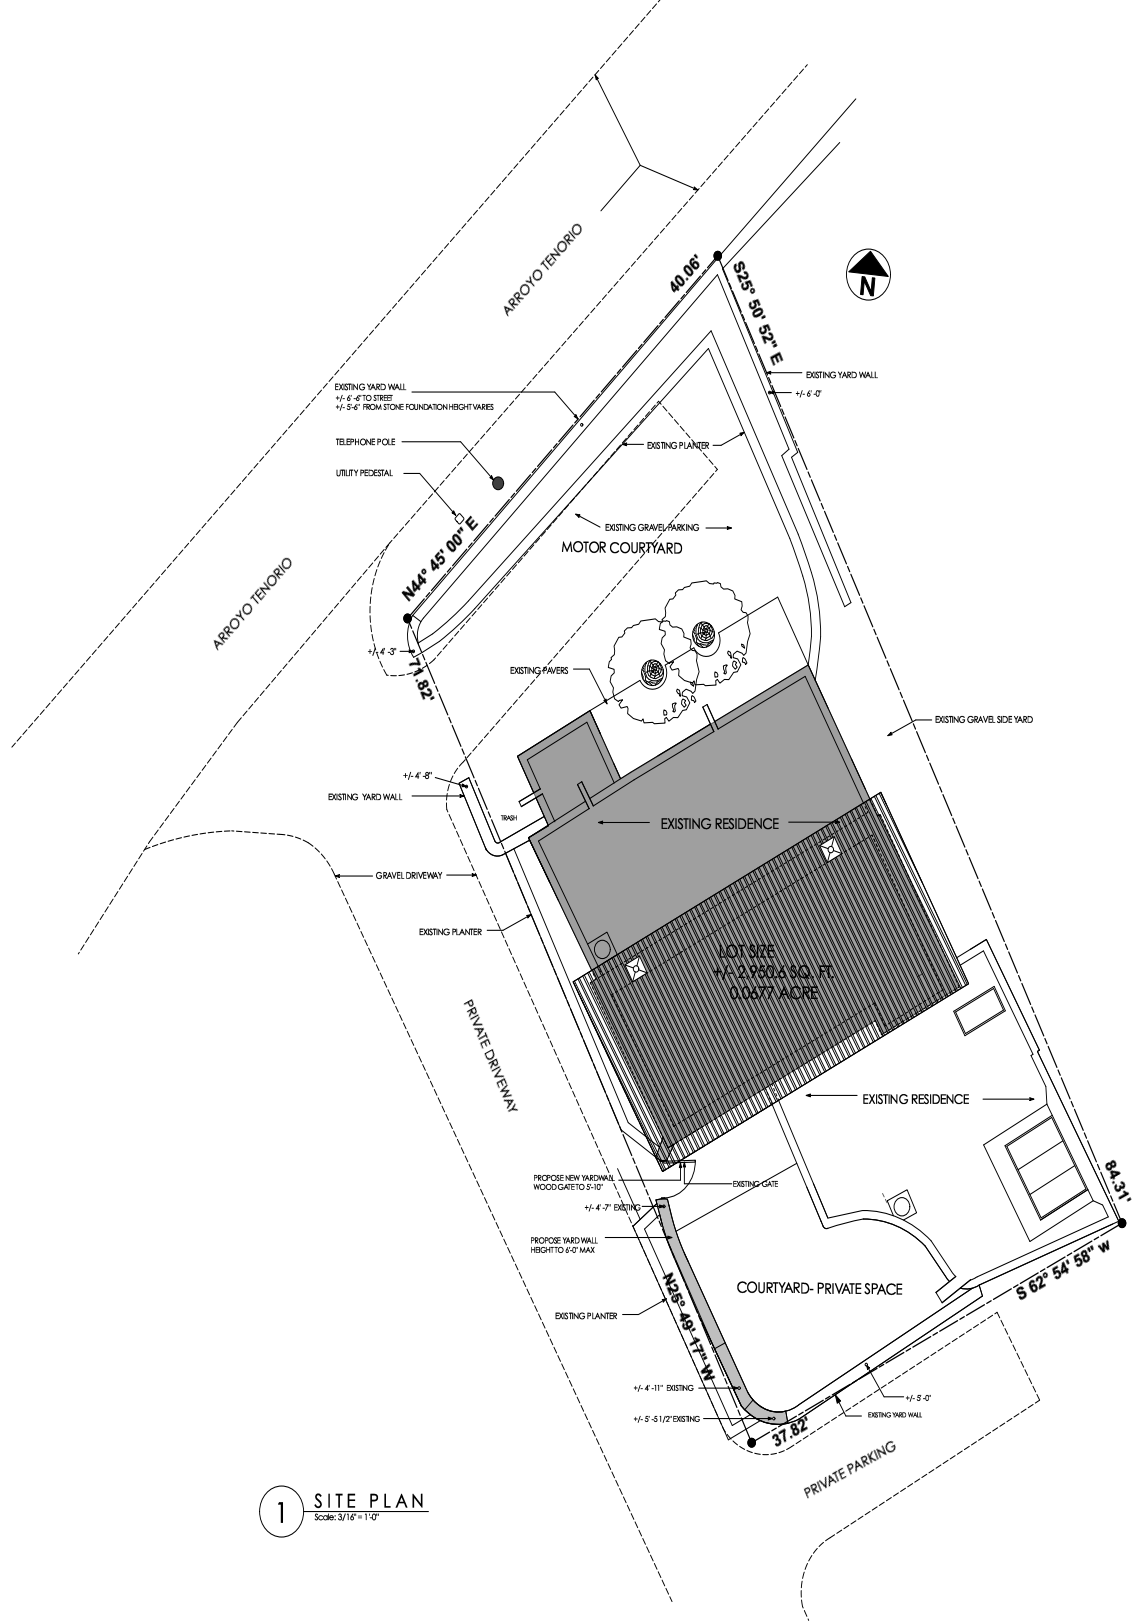 ARROYO TENORIO
40.06'
S25° 50' 52" E
N
EXISTING YARD WALL
+/- 6'-0"
EXISTING YARD WALL
+/- 6' -6" TO STREET
+/- 5'-6" FROM STONE FOUNDATION HEIGHT VARIES
TELEPHONE POLE
EXISTING PLANTER
UTILITY PEDESTAL
EXISTING GRAVEL PARKING
MOTOR COURTYARD
N44° 45' 00" E
ARROYO TENORIO
+/- 4' -3"
71.82'
EXISTING PAVERS
EXISTING GRAVEL SIDE YARD
+/- 4' -8"
EXISTING YARD WALL
TRASH
EXISTING RESIDENCE
GRAVEL DRIVEWAY
EXISTING PLANTER
LOT SIZE
+/- 2,950.6 SQ. FT.
0.0677 ACRE
PRIVATE DRIVEWAY
EXISTING RESIDENCE
PROPOSE NEW YARDWALL
WOOD GATE TO 5'-10"
EXISTING GATE
84.31'
+/- 4' -7" EXISTING
PROPOSE YARD WALL
HEIGHT TO 6'-0" MAX
S 62° 54' 58" w
COURTYARD- PRIVATE SPACE
N25° 49' 17" W
EXISTING PLANTER
+/- 4' -11" EXISTING
+/- 5'-0"
EXISTING YARD WALL
+/- 5' -5 1/2" EXISTING
37.82'
PRIVATE PARKING
1
SITE PLAN
Scale: 3/16" = 1'-0"